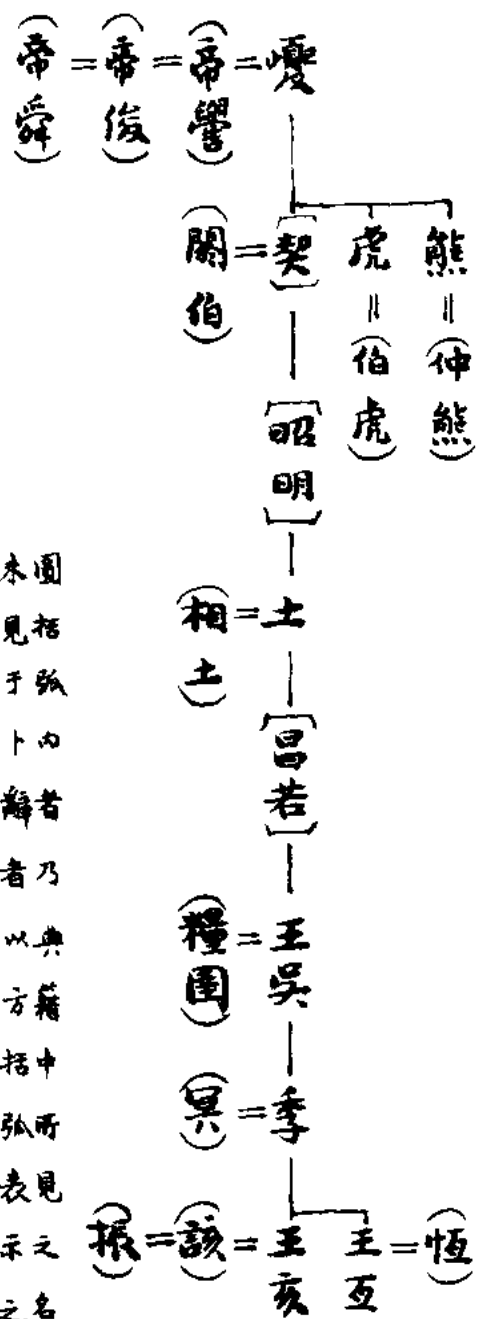 (帝舜)=(帝俊)=(帝嚳)=夒
(閼伯)=[契] 虎=(伯虎) 熊=(仲熊)
[昭明]
(相土)=土
[昌若]
(糧圉)=王吳
(冥)=季
(振)=(該)=王亥 王亙=(恆)
圓括弧內者乃典籍中所見之名
未見于卜辭者以方括弧表示之